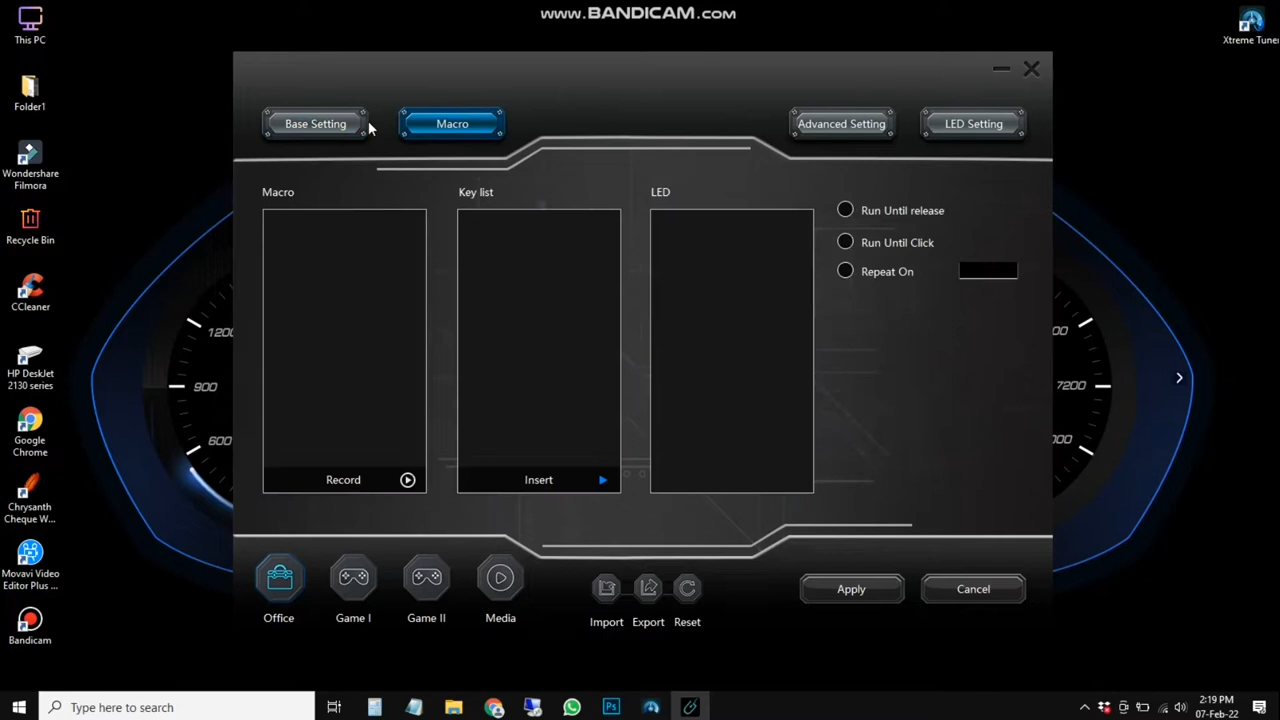 www.BANDICAM.com
This PC
Xtreme Tuner
Folder1
Base Setting
Macro
Advanced Setting
LED Setting
Wondershare
Filmora
Macro
Key list
LED
Run Until release
Recycle Bin
Run Until Click
Repeat On
CCleaner
1200
900
7200
600
HP DeskJet
2130 series
Google
Chrome
Record
Insert
Chrysanth
Cheque W...
Movavi Video
Editor Plus ...
Office
Game I
Game II
Media
Import
Export
Reset
Apply
Cancel
Bandicam
Type here to search
Ps
2:19 PM
07-Feb-22